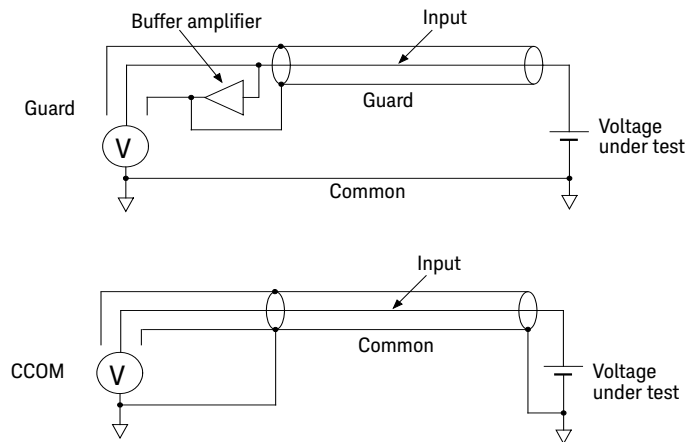 Buffer amplifier
Input
Guard
Guard
V
Voltage
under test
Common
Input
Common
CCOM
V
Voltage
under test